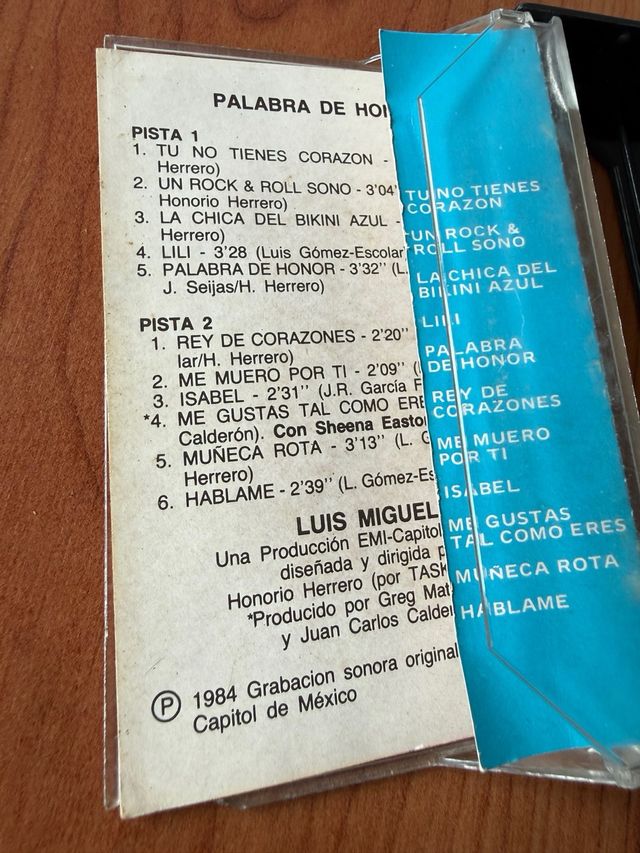 PALABRA DE
PISTA 1
1. TU NO TIENES CORAZON -
Herrero)
2. UN ROCK & ROLL SONO - 3'04'
Honorio Herrero)
3. LA CHICA DEL BIKINI AZUL -
Herrero)
4. LILI - 3'28 (Luis Gómez-Escolar
5. PALABRA DE HONOR - 3'32'' (L.
J. Seijas/H. Herrero)
PISTA 2
1. REY DE CORAZONES - 2'20''
lar/H. Herrero)
2. ME MUERO POR TI - 2'09''
3. ISABEL - 2'31'' (J.R. García
*4. ME GUSTAS TAL COMO ERE
Calderón). Con Sheena Easto
5. MUÑECA ROTA - 3'13'' (L. G
Herrero)
6. HABLAME - 2'39'' (L. Gómez-Es
LUIS MIGUEL
Una Producción EMI-Capitol
diseñada y dirigida p
Honorio Herrero (por TASK
*Producido por Greg Mat
y Juan Carlos Calder
Ⓟ 1984 Grabacion sonora original
Capitol de México
TU NO TIENES
CORAZON
UN ROCK &
ROLL SONO
LA CHICA DEL
BIKINI AZUL
LILI
PALABRA
DE HONOR
REY DE
CORAZONES
ME MUERO
POR TI
ISABEL
ME GUSTAS
TAL COMO ERES
MUÑECA ROTA
HABLAME